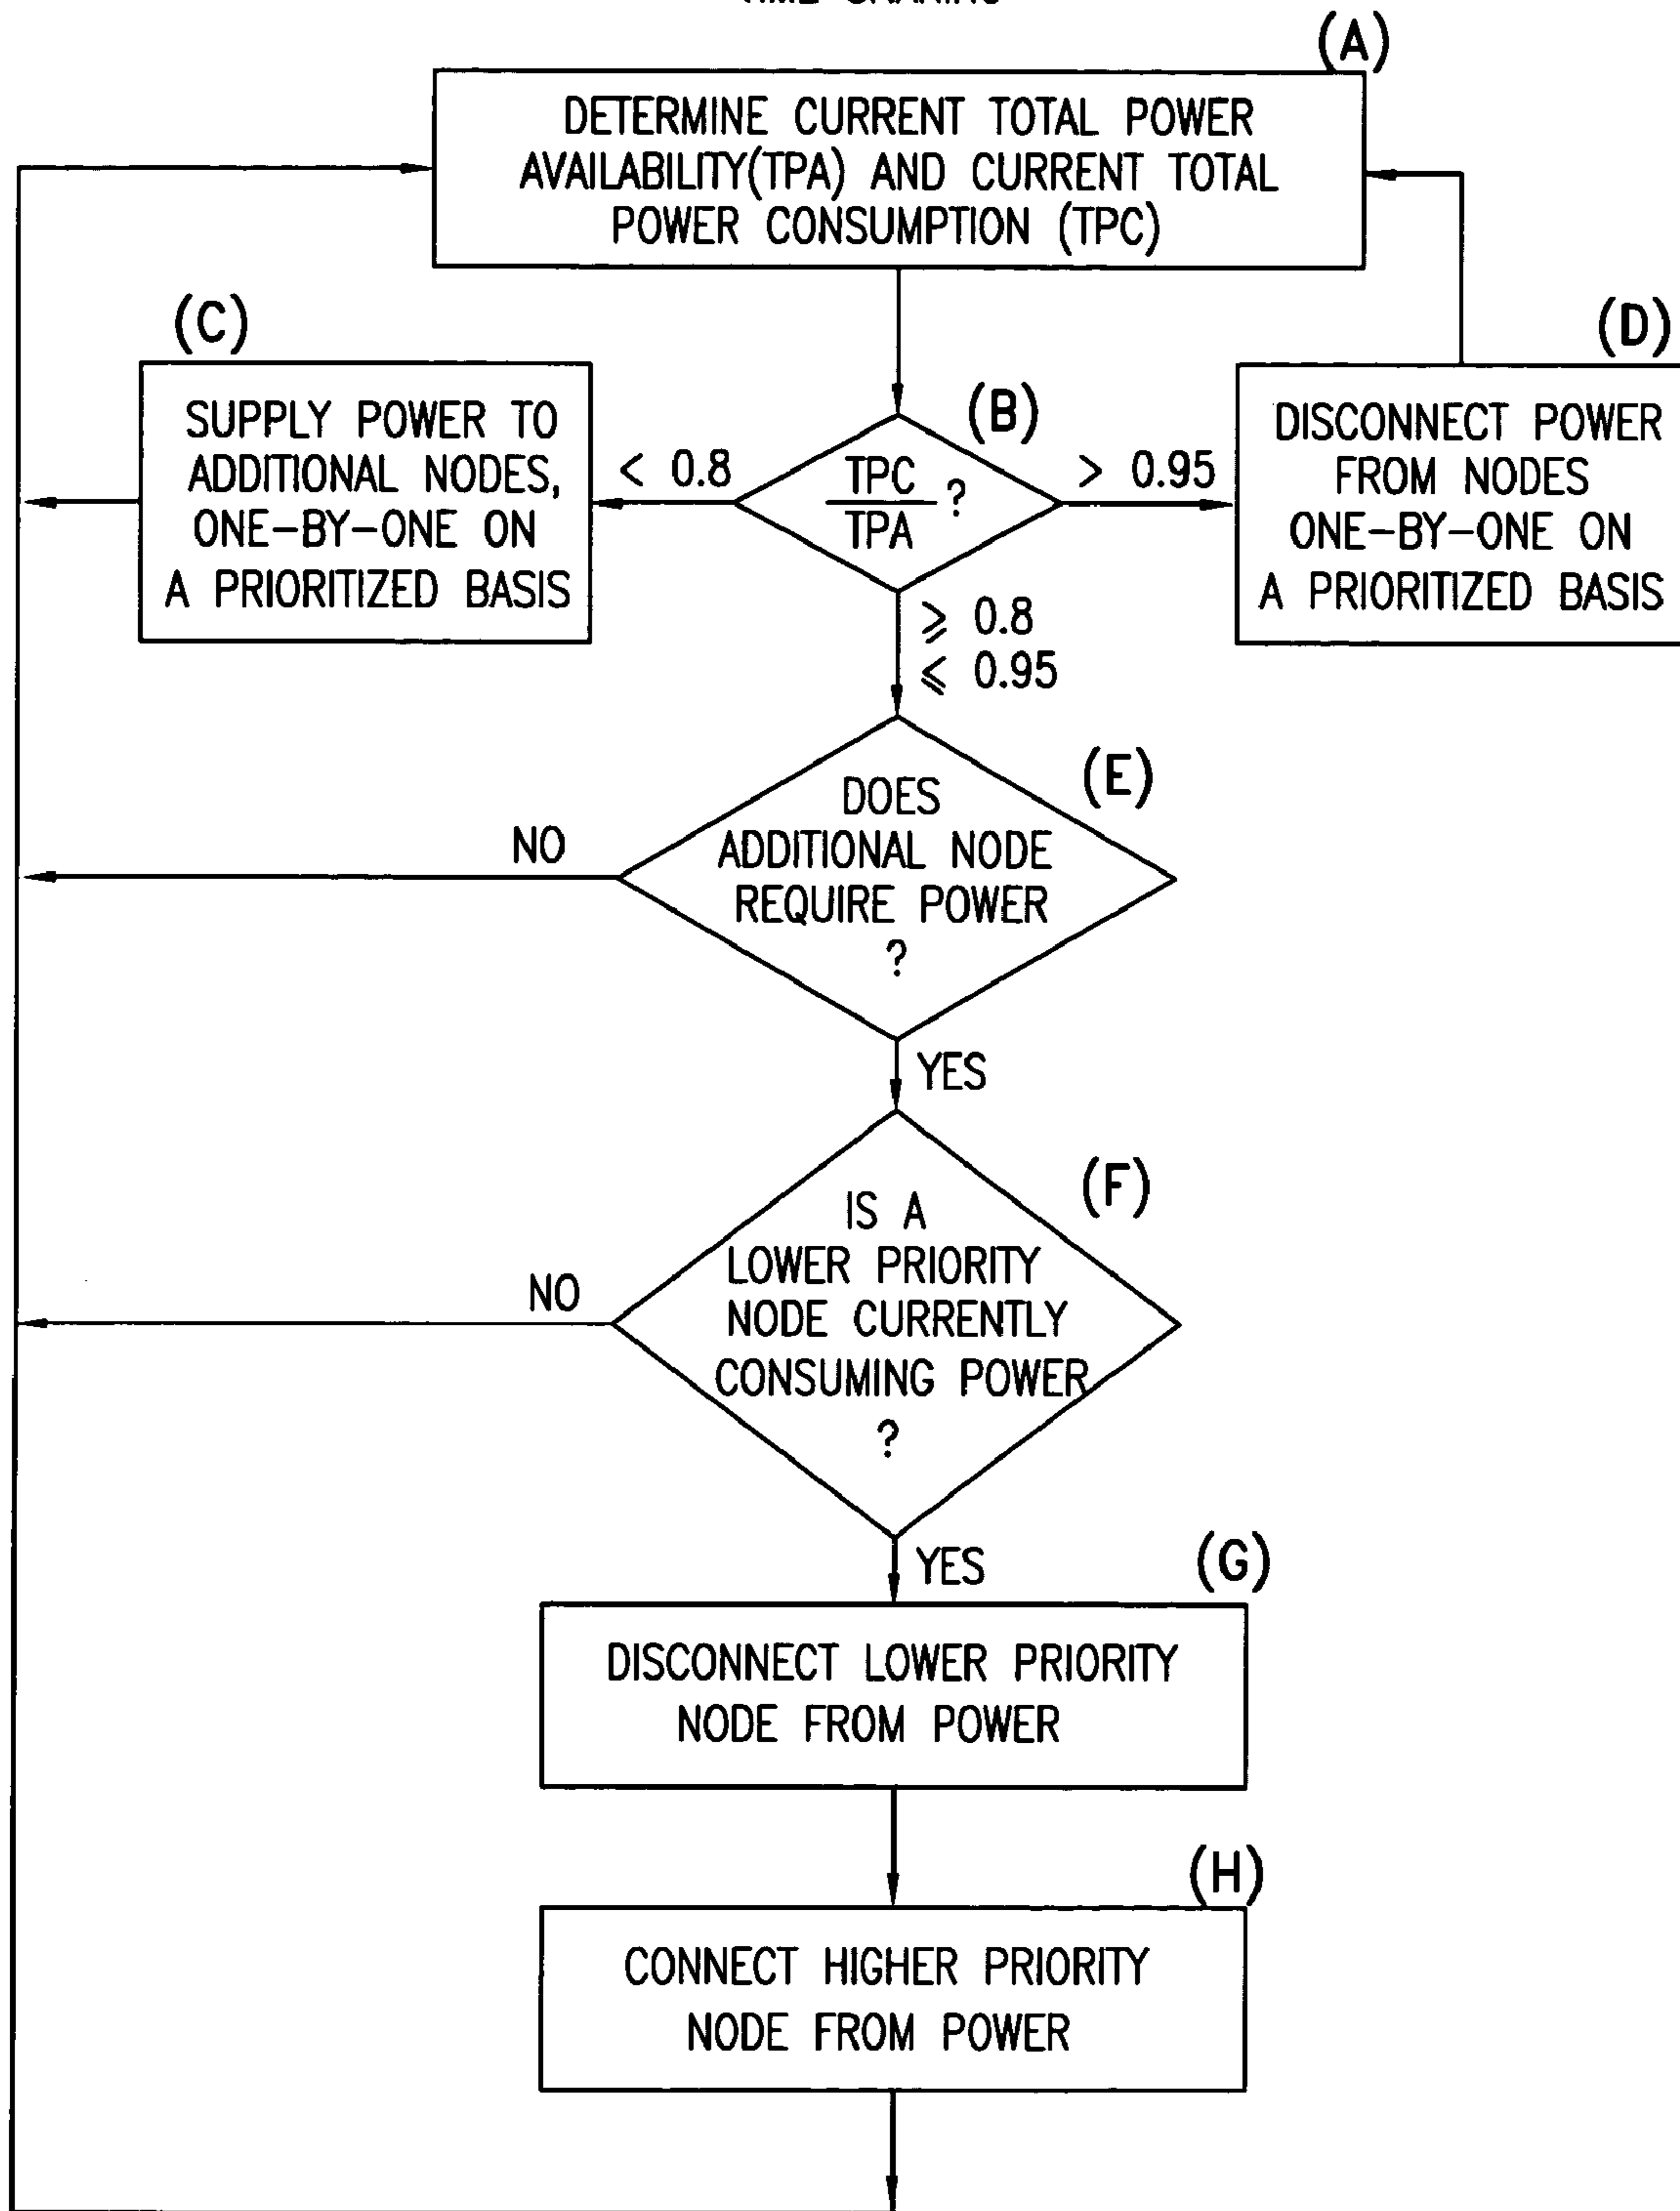 (A)
DETERMINE CURRENT TOTAL POWER
AVAILABILITY(TPA) AND CURRENT TOTAL
POWER CONSUMPTION (TPC)
(C)
SUPPLY POWER TO
ADDITIONAL NODES,
ONE-BY-ONE ON
A PRIORITIZED BASIS
< 0.8
(B)
TPC
TPA
?
> 0.95
(D)
DISCONNECT POWER
FROM NODES
ONE-BY-ONE ON
A PRIORITIZED BASIS
⩾ 0.8
⩽ 0.95
(E)
DOES
ADDITIONAL NODE
REQUIRE POWER
?
NO
YES
(F)
IS A
LOWER PRIORITY
NODE CURRENTLY
CONSUMING POWER
?
NO
YES
(G)
DISCONNECT LOWER PRIORITY
NODE FROM POWER
(H)
CONNECT HIGHER PRIORITY
NODE FROM POWER